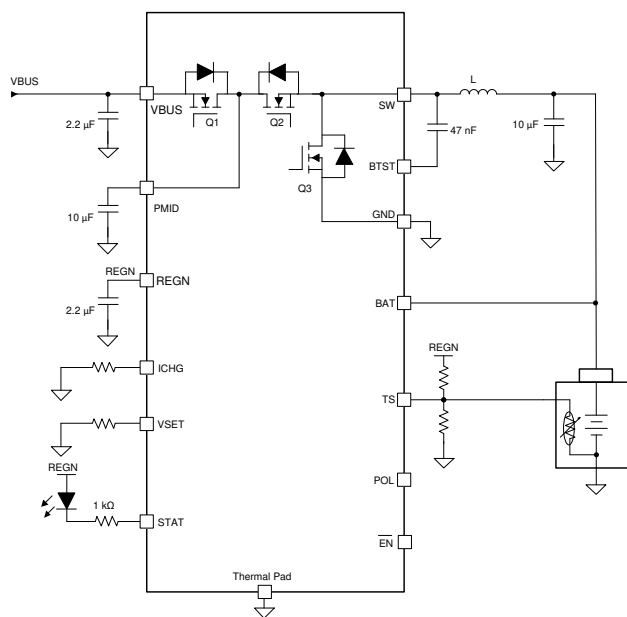 VBUS
2.2 µF
VBUS
Q1
Q2
SW
L
47 nF
10 µF
Q3
BTST
10 µF
PMID
GND
REGN
REGN
2.2 µF
BAT
REGN
ICHG
TS
VSET
REGN
POL
1 kΩ
STAT
EN
Thermal Pad